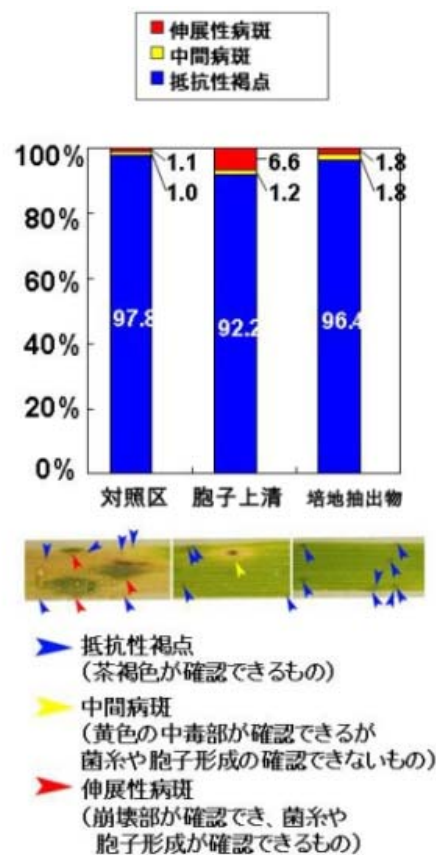 伸展性病斑
中間病斑
抵抗性褐点
100%
80%
60%
40%
20%
0%
1.1
1.0
97.8
6.6
1.2
92.2
1.8
1.8
96.4
対照区
胞子上清
培地抽出物
抵抗性褐点
(茶褐色が確認できるもの)
中間病斑
(黄色の中毒部が確認できるが
菌糸や胞子形成の確認できないもの)
伸展性病斑
(崩壊部が確認でき、菌糸や
胞子形成が確認できるもの)